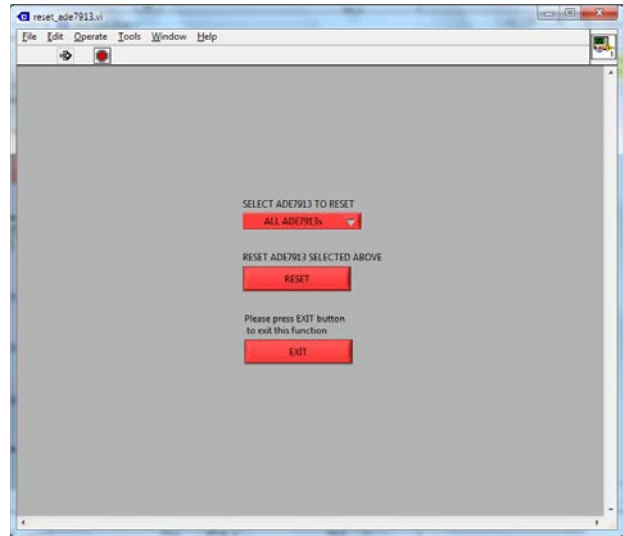 reset_ade7913.vi
File Edit Operate Tools Window Help
SELECT ADE7913 TO RESET
ALL ADE7913s
RESET ADE7913 SELECTED ABOVE
RESET
Please press EXIT button
to exit this function
EXIT